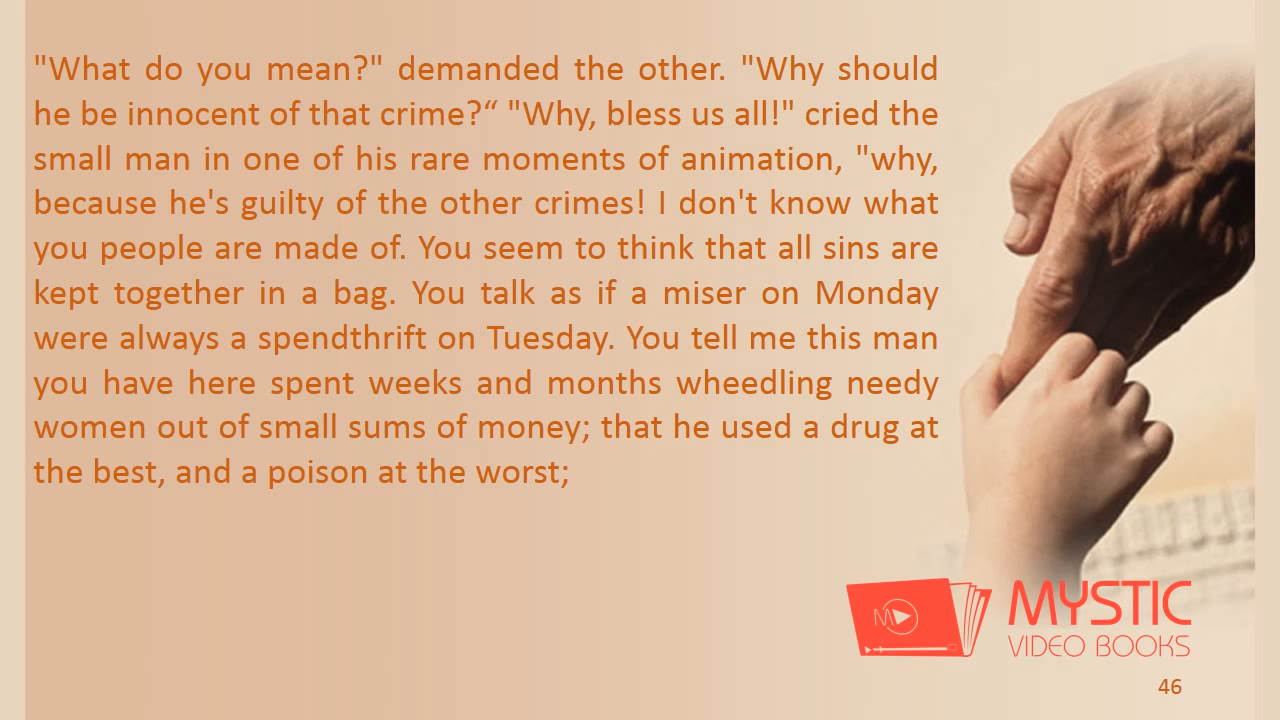 "What do you mean?" demanded the other. "Why should
he be innocent of that crime?“ "Why, bless us all!" cried the
small man in one of his rare moments of animation, "why,
because he's guilty of the other crimes! I don't know what
you people are made of. You seem to think that all sins are
kept together in a bag. You talk as if a miser on Monday
were always a spendthrift on Tuesday. You tell me this man
you have here spent weeks and months wheedling needy
women out of small sums of money; that he used a drug at
the best, and a poison at the worst;
M
MYSTIC
VIDEO BOOKS
46